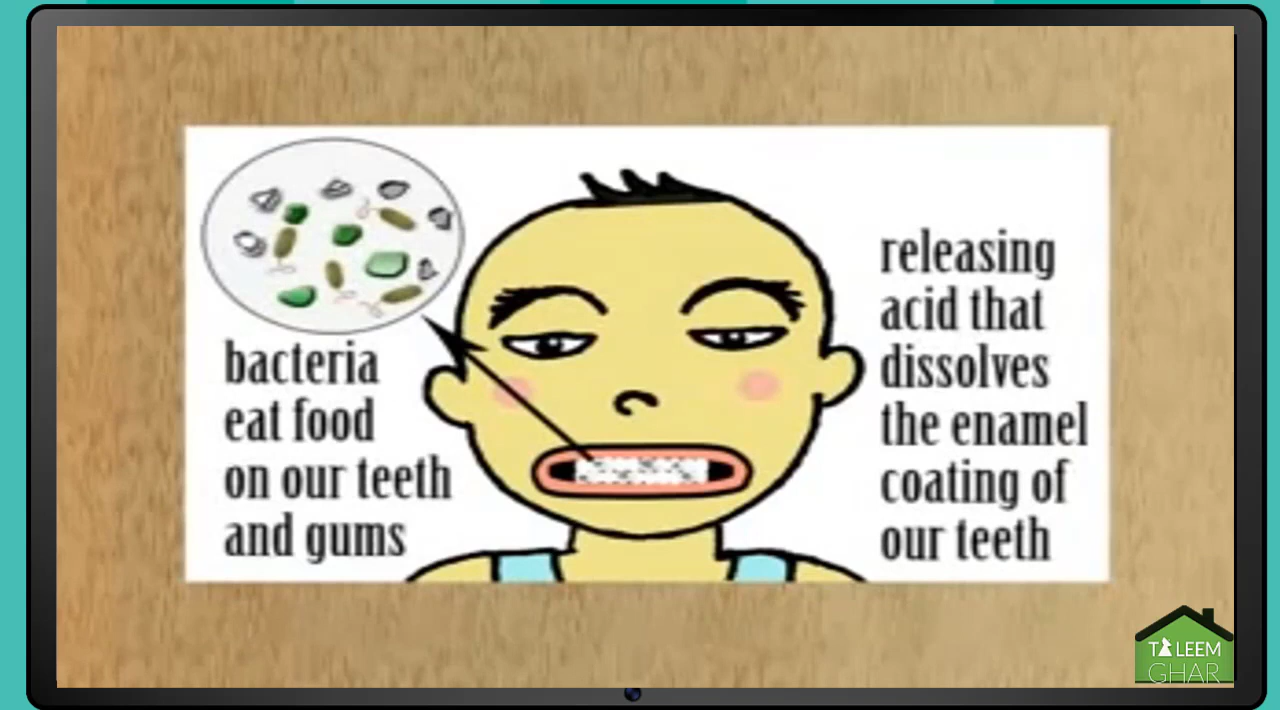 bacteria
eat food
on our teeth
and gums
releasing
acid that
dissolves
the enamel
coating of
our teeth
TALEEM
GHAR